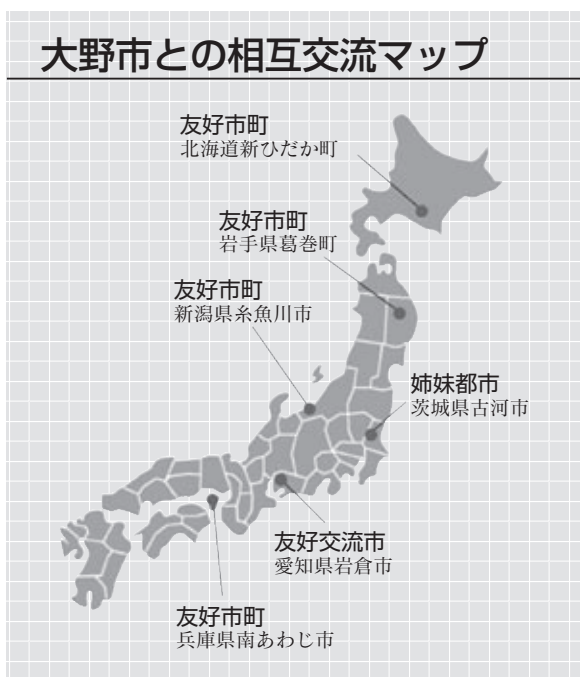 大野市との相互交流マップ
友好市町
北海道新ひだか町
友好市町
岩手県葛巻町
友好市町
新潟県糸魚川市
姉妹都市
茨城県古河市
友好交流市
愛知県岩倉市
友好市町
兵庫県南あわじ市